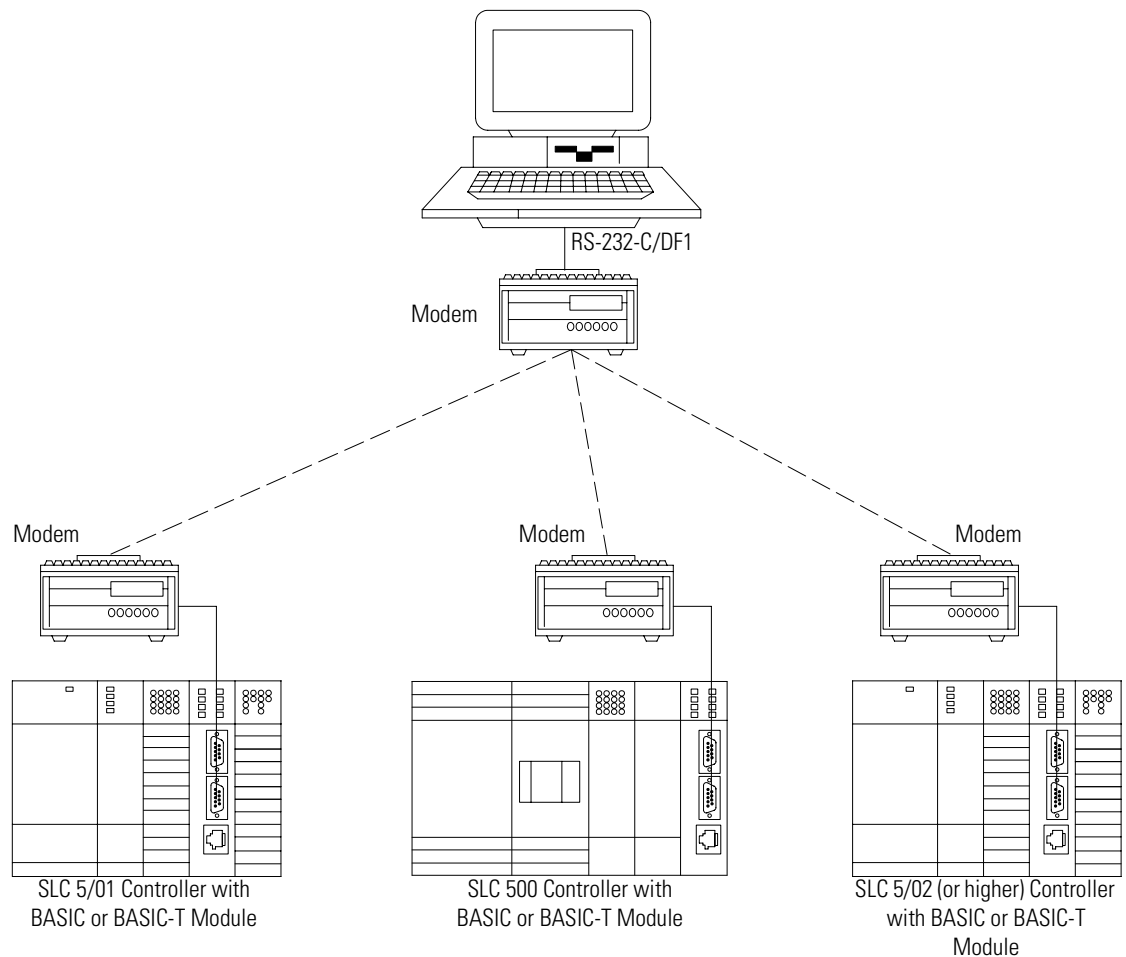 RS-232-C/DF1
Modem
Modem
Modem
Modem
SLC 5/01 Controller with
BASIC or BASIC-T Module
SLC 500 Controller with
BASIC or BASIC-T Module
SLC 5/02 (or higher) Controller
with BASIC or BASIC-T
Module